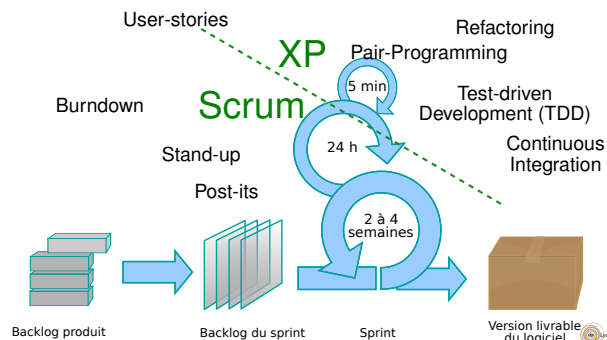 User-stories
Refactoring
XP
Pair-Programming
5 min
Burndown
Scrum
Test-driven
Development (TDD)
24 h
Continuous
Integration
Stand-up
Post-its
2 à 4
semaines
Backlog produit
Backlog du sprint
Sprint
Version livrable
du logiciel